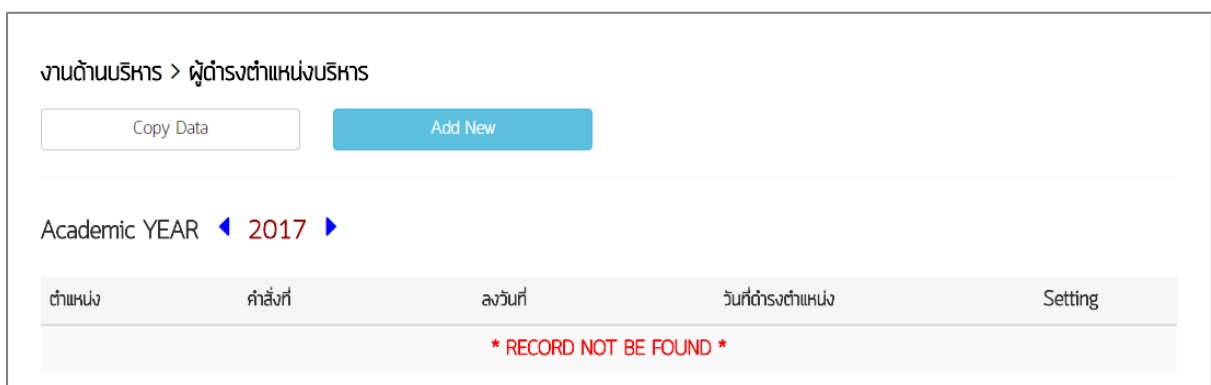 งานด้านบริหาร > ผู้ดำรงตำแหน่งบริหาร
Copy Data Add New
Academic YEAR 2017
ตำแหน่ง คำสั่งที่ ลงวันที่ วันที่ดำรงตำแหน่ง Setting
* RECORD NOT BE FOUND *